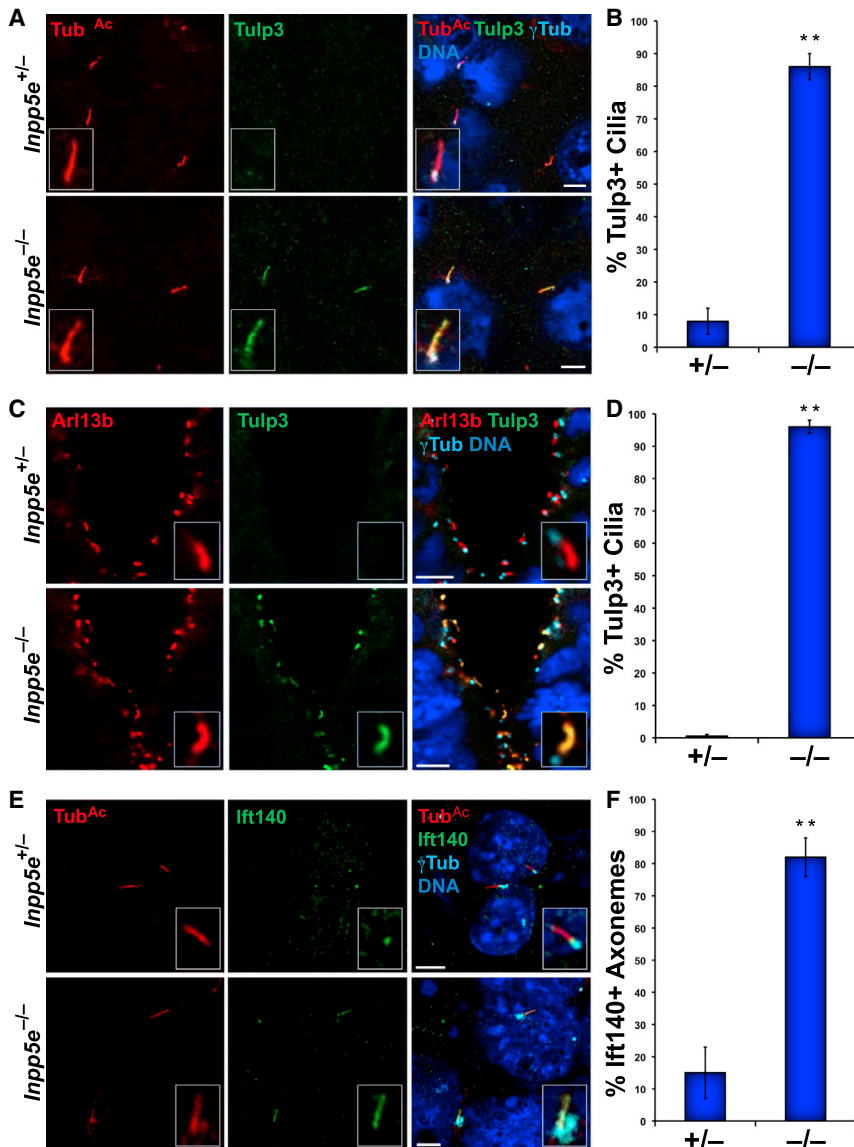 A
Tub Ac
Tulp3
TubAc Tulp3 γTub
DNA
Inpp5e+/−
Inpp5e−/−
B
% Tulp3+ Cilia
100
90
80
70
60
50
40
30
20
10
0
**
+/−
−/−
C
Arl13b
Tulp3
Arl13b Tulp3
γTub DNA
Inpp5e+/−
Inpp5e−/−
D
% Tulp3+ Cilia
100
90
80
70
60
50
40
30
20
10
0
**
+/−
−/−
E
TubAc
Ift140
TubAc
Ift140
γTub
DNA
Inpp5e+/−
Inpp5e−/−
F
% Ift140+ Axonemes
100
90
80
70
60
50
40
30
20
10
0
**
+/−
−/−